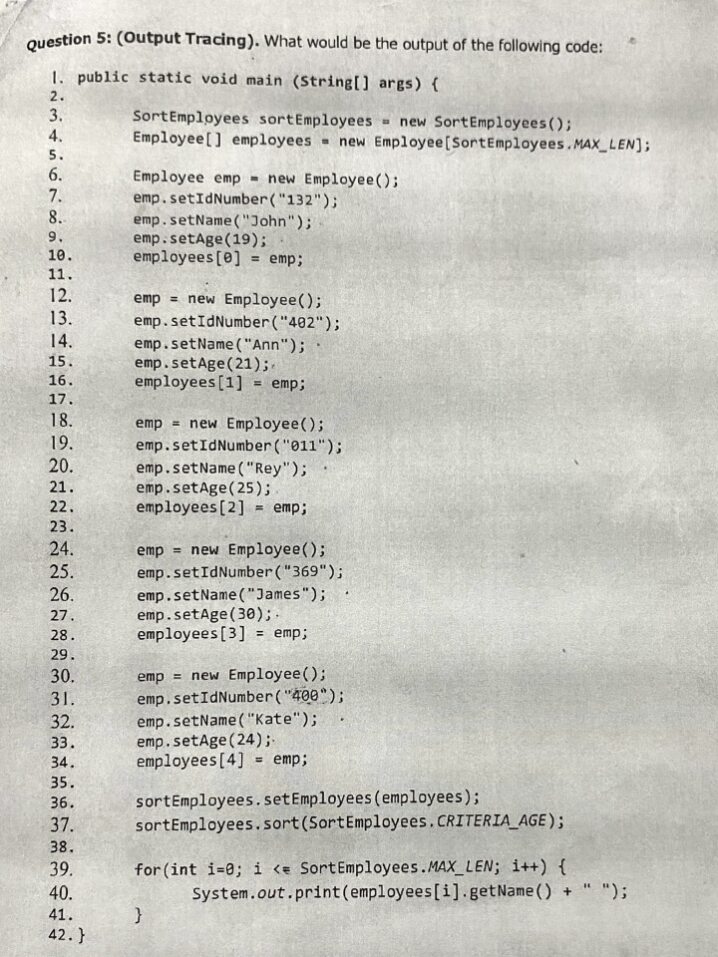 Question 5: (Output Tracing). What would be the output of the following code:
1. public static void main (String[] args) {
2.
3. SortEmployees sortEmployees = new SortEmployees();
4. Employee[] employees = new Employee[SortEmployees.MAX_LEN];
5.
6. Employee emp = new Employee();
7. emp.setIdNumber("132");
8. emp.setName("John");
9. emp.setAge(19);
10. employees[0] = emp;
11.
12. emp = new Employee();
13. emp.setIdNumber("402");
14. emp.setName("Ann");
15. emp.setAge(21);
16. employees[1] = emp;
17.
18. emp = new Employee();
19. emp.setIdNumber("011");
20. emp.setName("Rey");
21. emp.setAge(25);
22. employees[2] = emp;
23.
24. emp = new Employee();
25. emp.setIdNumber("369");
26. emp.setName("James");
27. emp.setAge(30);
28. employees[3] = emp;
29.
30. emp = new Employee();
31. emp.setIdNumber("400");
32. emp.setName("Kate");
33. emp.setAge(24);
34. employees[4] = emp;
35.
36. sortEmployees.setEmployees(employees);
37. sortEmployees.sort(SortEmployees.CRITERIA_AGE);
38.
39. for(int i=0; i <= SortEmployees.MAX_LEN; i++) {
40. System.out.print(employees[i].getName() + " ");
41. }
42. }